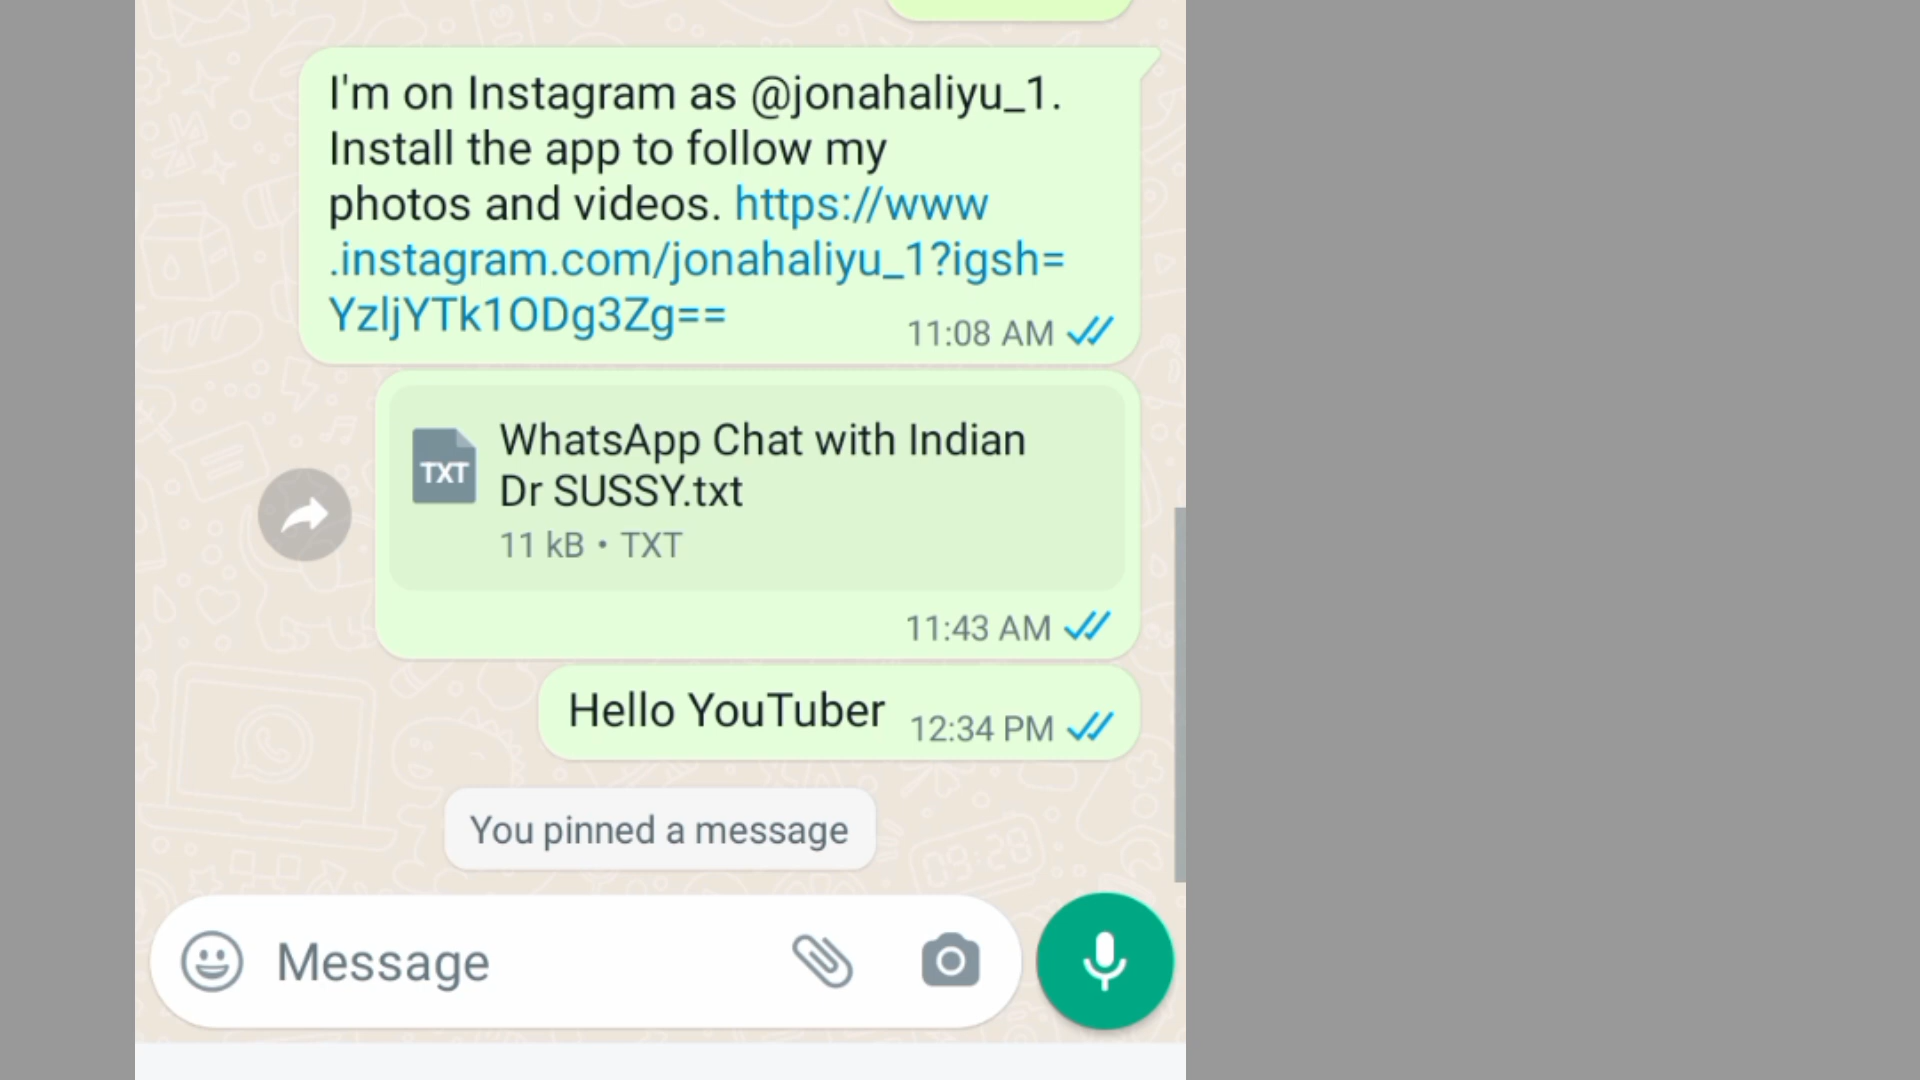 I'm on Instagram as @jonahaliyu_1.
Install the app to follow my
photos and videos. https://www
.instagram.com/jonahaliyu_1?igsh=
YzljYTk1ODg3Zg==
11:08 AM
TXT
WhatsApp Chat with Indian
Dr SUSSY.txt
11 kB • TXT
11:43 AM
Hello YouTuber
12:34 PM
You pinned a message
09:28
Message